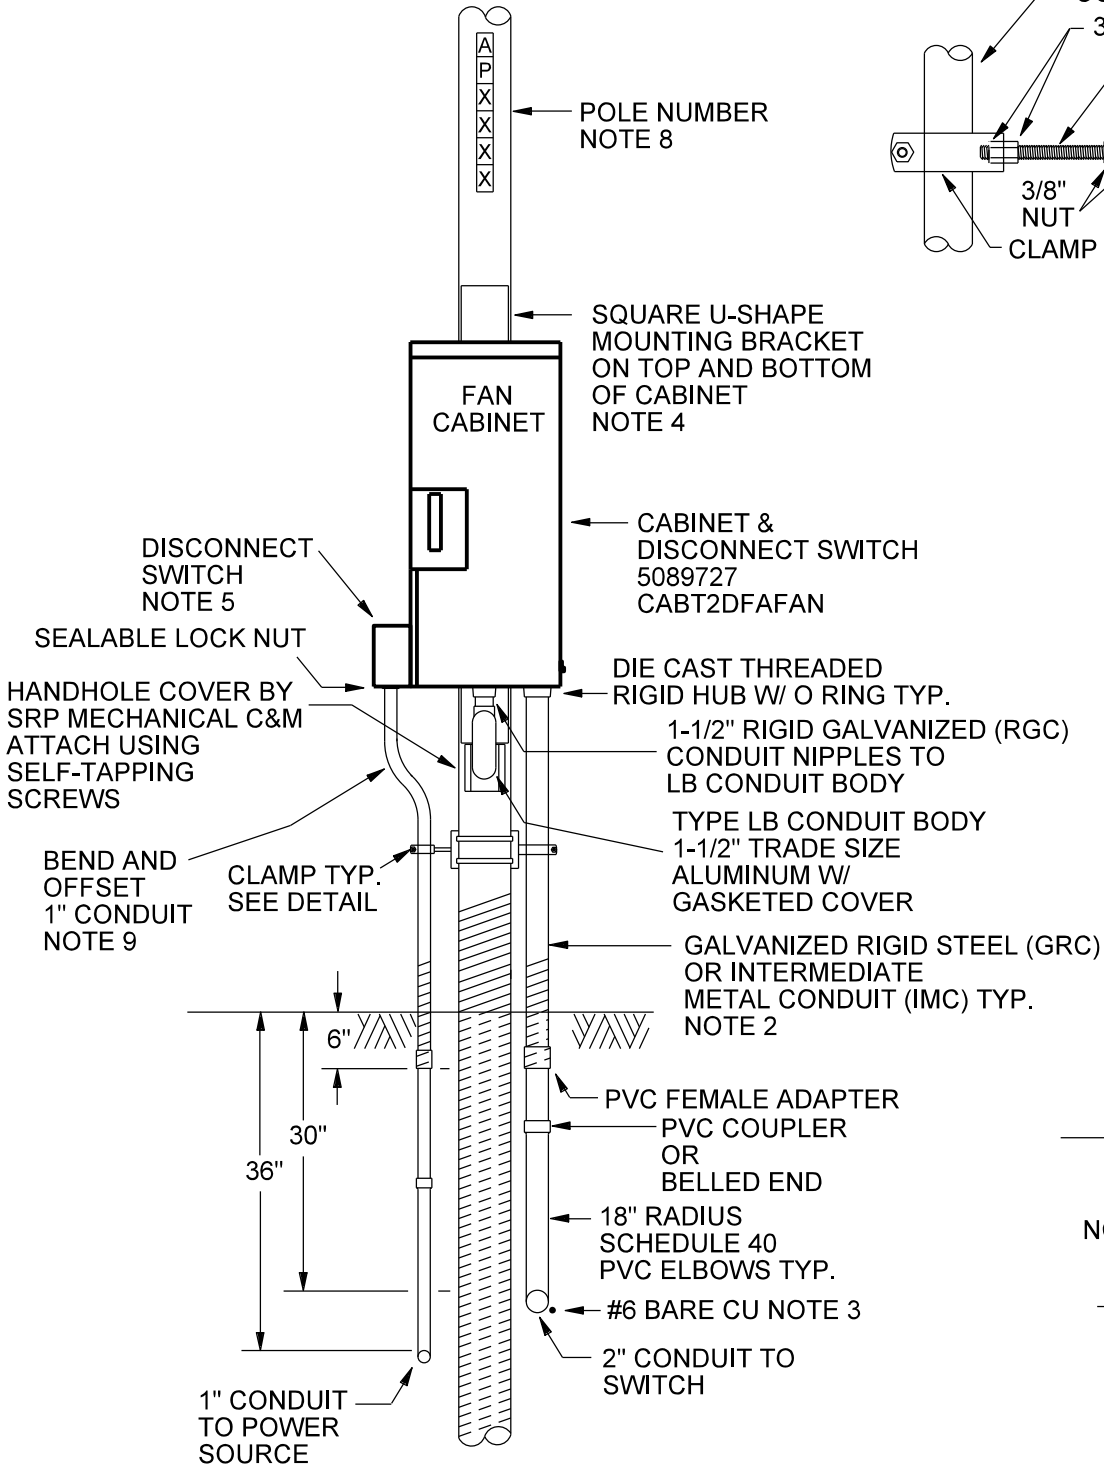 A
P
X
X
X
X
POLE NUMBER
NOTE 8
3
3/8"
NUT
CLAMP
SQUARE U-SHAPE
MOUNTING BRACKET
ON TOP AND BOTTOM
OF CABINET
NOTE 4
FAN
CABINET
CABINET &
DISCONNECT SWITCH
5089727
CABT2DFAFAN
DISCONNECT
SWITCH
NOTE 5
SEALABLE LOCK NUT
HANDHOLE COVER BY
SRP MECHANICAL C&M
ATTACH USING
SELF-TAPPING
SCREWS
DIE CAST THREADED
RIGID HUB W/ O RING TYP.
1-1/2" RIGID GALVANIZED (RGC)
CONDUIT NIPPLES TO
LB CONDUIT BODY
TYPE LB CONDUIT BODY
1-1/2" TRADE SIZE
ALUMINUM W/
GASKETED COVER
BEND AND
OFFSET
1" CONDUIT
NOTE 9
CLAMP TYP.
SEE DETAIL
GALVANIZED RIGID STEEL (GRC)
OR INTERMEDIATE
METAL CONDUIT (IMC) TYP.
NOTE 2
6"
30"
36"
PVC FEMALE ADAPTER
PVC COUPLER
OR
BELLED END
18" RADIUS
SCHEDULE 40
PVC ELBOWS TYP.
#6 BARE CU NOTE 3
2" CONDUIT TO
SWITCH
1" CONDUIT
TO POWER
SOURCE